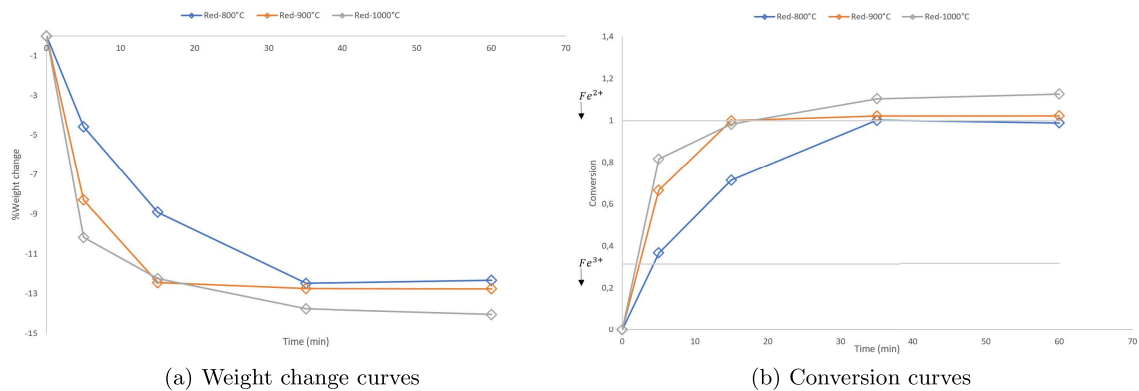 Red-800°C Red-900°C Red-1000°C
0 10 20 30 40 50 60 70
-1
-3
-5
-7
-9
-11
-13
-15
%Weight change
Time (min)
(a) Weight change curves
Red-800°C Red-900°C Red-1000°C
1,4
1,2
Fe²⁺
1
0,8
0,6
0,4
Fe³⁺
0,2
0
Conversion
0 10 20 30 40 50 60 70
Time (min)
(b) Conversion curves